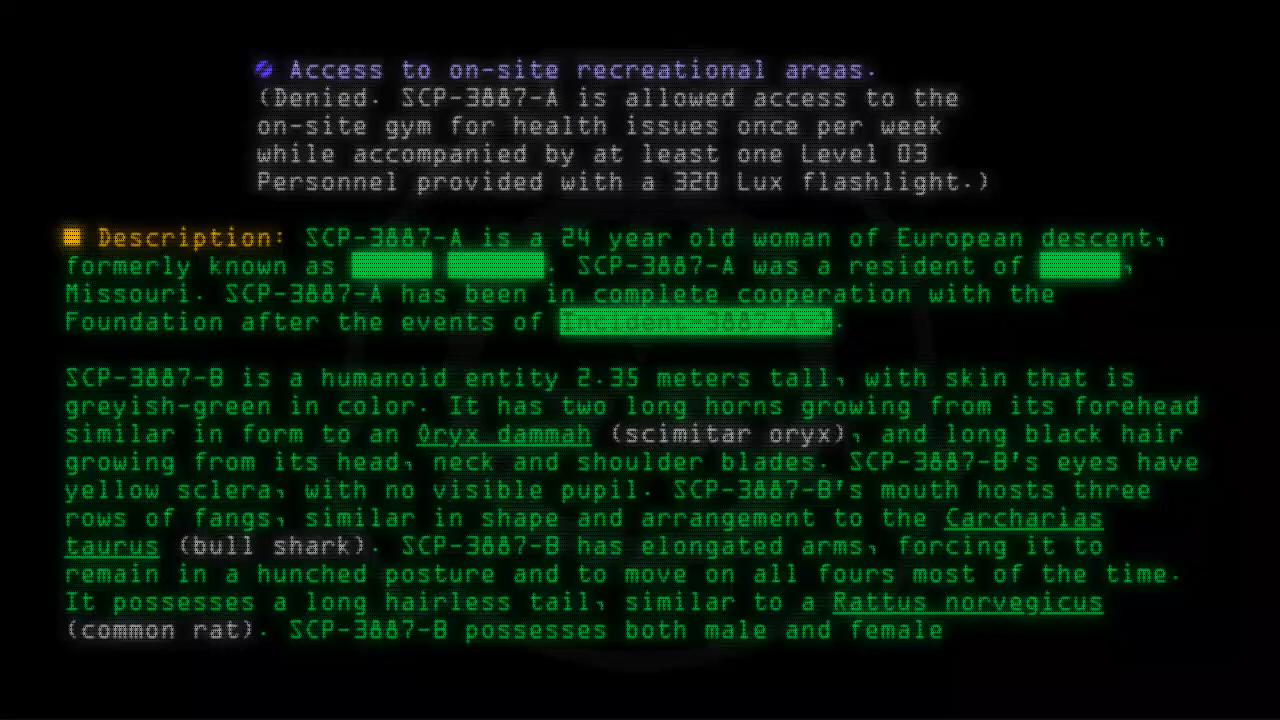 Access to on-site recreational areas.
(Denied. SCP-3887-A is allowed access to the
on-site gym for health issues once per week
while accompanied by at least one Level 03
Personnel provided with a 320 Lux flashlight.)
Description: SCP-3887-A is a 24 year old woman of European descent,
formerly known as . SCP-3887-A was a resident of ,
Missouri. SCP-3887-A has been in complete cooperation with the
Foundation after the events of Incident-3887-A-1.
SCP-3887-B is a humanoid entity 2.35 meters tall, with skin that is
greyish-green in color. It has two long horns growing from its forehead
similar in form to an Oryx dammah (scimitar oryx), and long black hair
growing from its head, neck and shoulder blades. SCP-3887-B's eyes have
yellow sclera, with no visible pupil. SCP-3887-B's mouth hosts three
rows of fangs, similar in shape and arrangement to the Carcharias
taurus (bull shark). SCP-3887-B has elongated arms, forcing it to
remain in a hunched posture and to move on all fours most of the time.
It possesses a long hairless tail, similar to a Rattus norvegicus
(common rat). SCP-3887-B possesses both male and female